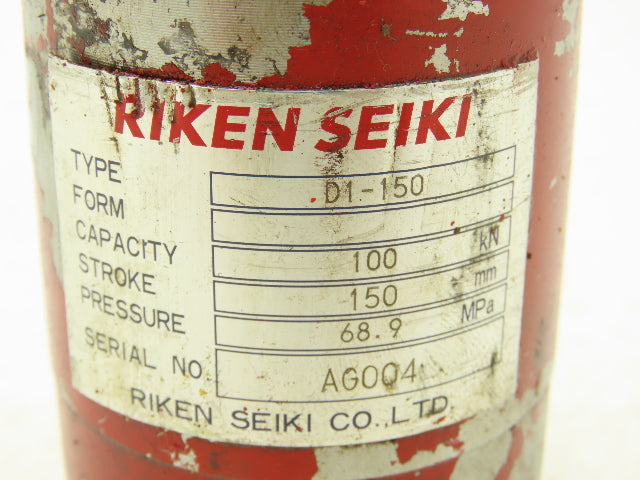 RIKEN SEIKI
TYPE D1-150
FORM
CAPACITY 100 kN
STROKE 150 mm
PRESSURE 68.9 MPa
SERIAL NO AG004
RIKEN SEIKI CO.,LTD.